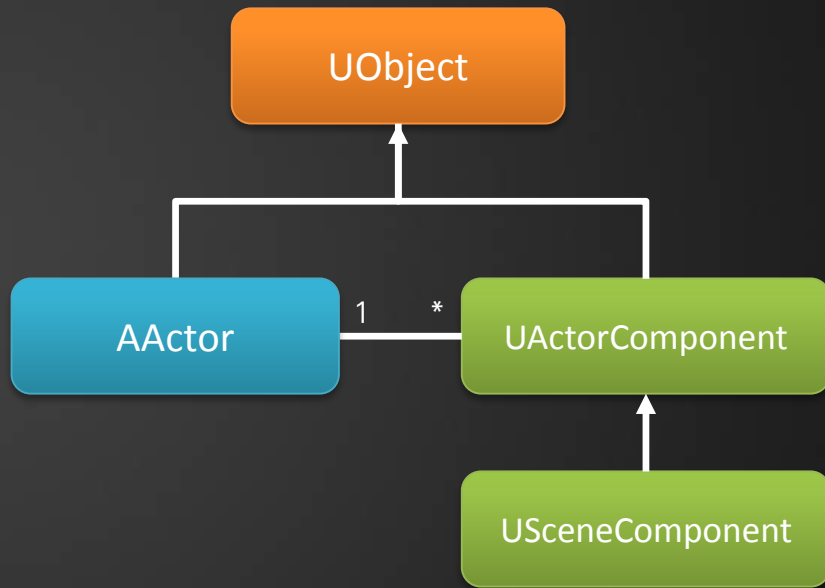 UObject
AActor
1
*
UActorComponent
USceneComponent